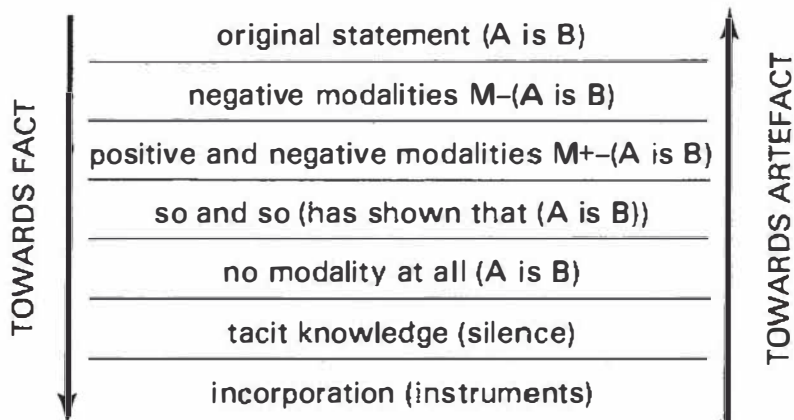 TOWARDS FACT
original statement (A is B)
negative modalities M–(A is B)
positive and negative modalities M+–(A is B)
so and so (has shown that (A is B))
no modality at all (A is B)
tacit knowledge (silence)
incorporation (instruments)
TOWARDS ARTEFACT